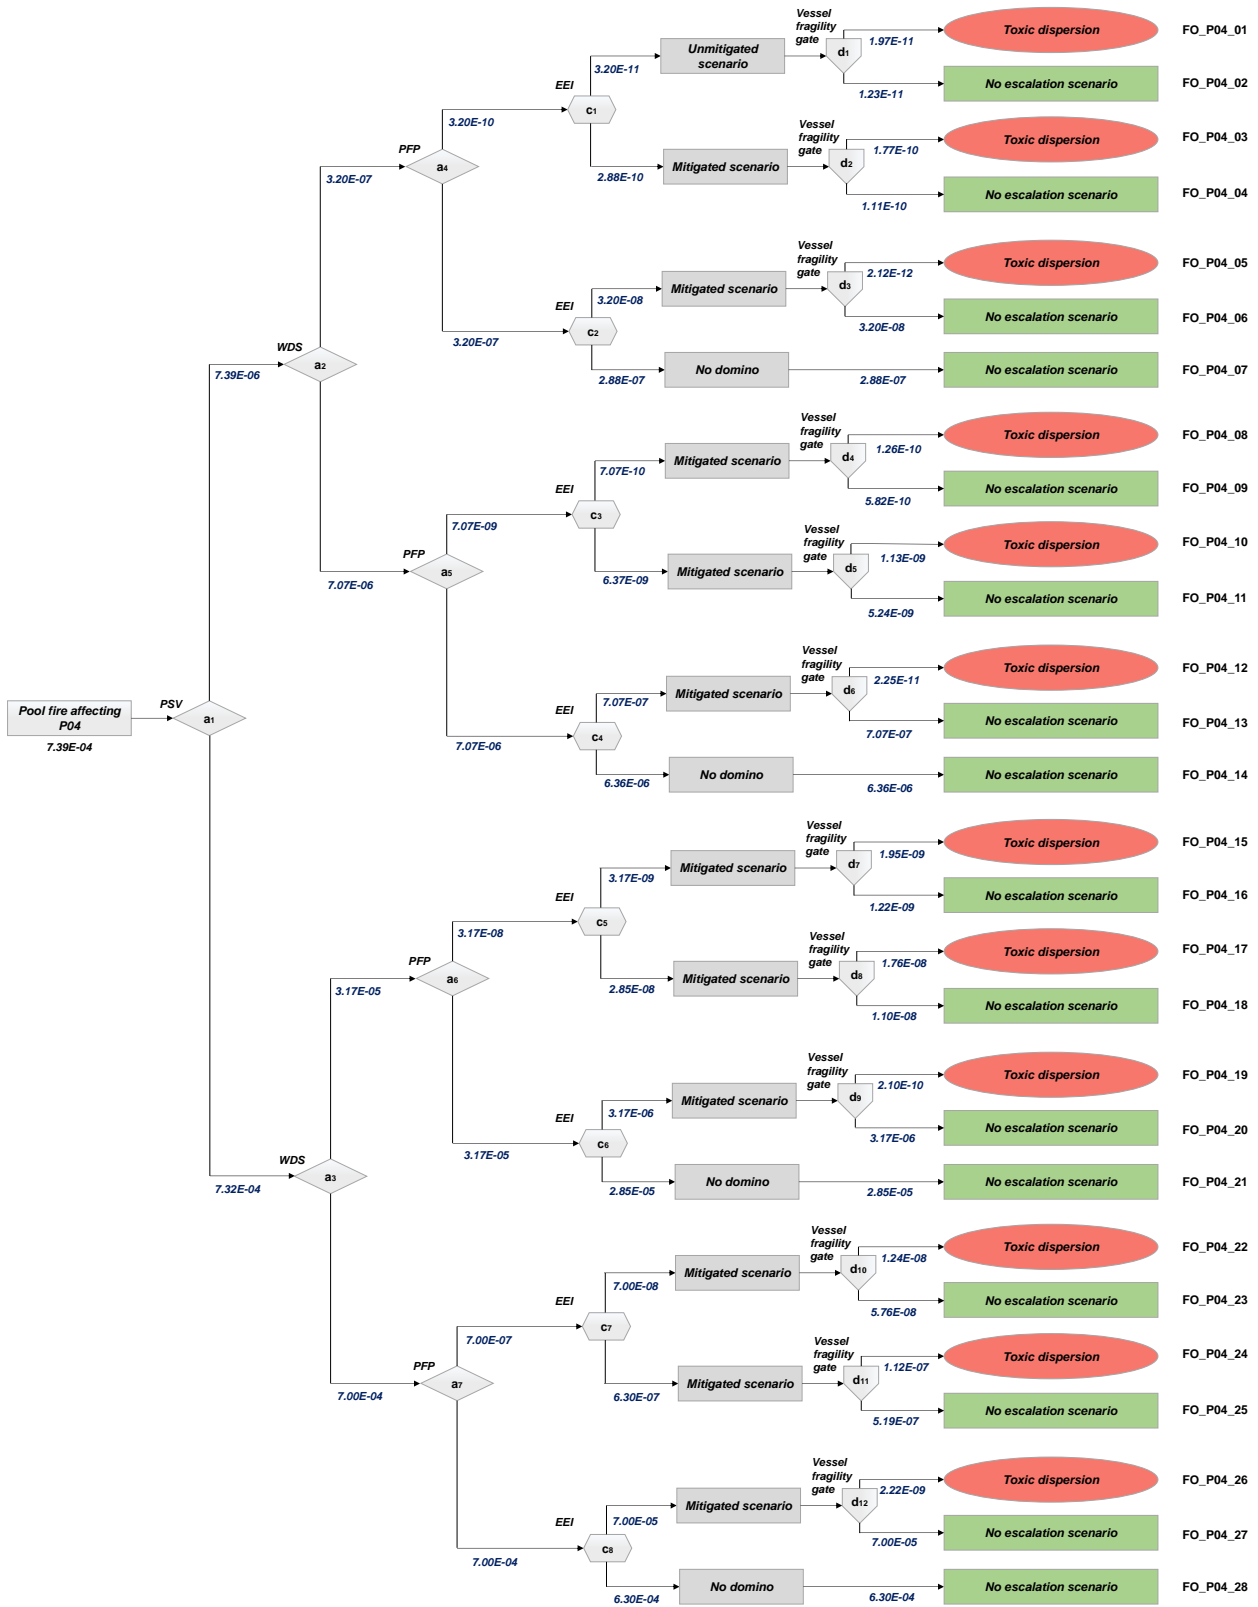 Vessel
fragility
gate
d1
1.97E-11
Toxic dispersion
FO_P04_01
Unmitigated
scenario
3.20E-11
1.23E-11
No escalation scenario
FO_P04_02
EEI
c1
3.20E-10
Vessel
fragility
gate
d2
1.77E-10
Toxic dispersion
FO_P04_03
Mitigated scenario
2.88E-10
1.11E-10
No escalation scenario
FO_P04_04
PFP
a4
3.20E-07
Vessel
fragility
gate
d3
2.12E-12
Toxic dispersion
FO_P04_05
Mitigated scenario
3.20E-08
3.20E-08
No escalation scenario
FO_P04_06
EEI
c2
3.20E-07
No domino
2.88E-07
2.88E-07
No escalation scenario
FO_P04_07
WDS
a2
7.39E-06
Vessel
fragility
gate
d4
1.26E-10
Toxic dispersion
FO_P04_08
Mitigated scenario
7.07E-10
5.82E-10
No escalation scenario
FO_P04_09
EEI
c3
7.07E-09
Vessel
fragility
gate
d5
1.13E-09
Toxic dispersion
FO_P04_10
Mitigated scenario
6.37E-09
5.24E-09
No escalation scenario
FO_P04_11
PFP
a5
7.07E-06
Vessel
fragility
gate
d6
2.25E-11
Toxic dispersion
FO_P04_12
Mitigated scenario
7.07E-07
7.07E-07
No escalation scenario
FO_P04_13
EEI
c4
7.07E-06
No domino
6.36E-06
6.36E-06
No escalation scenario
FO_P04_14
Pool fire affecting
P04
7.39E-04
PSV
a1
Vessel
fragility
gate
d7
1.95E-09
Toxic dispersion
FO_P04_15
Mitigated scenario
3.17E-09
1.22E-09
No escalation scenario
FO_P04_16
EEI
c5
3.17E-08
Vessel
fragility
gate
d8
1.76E-08
Toxic dispersion
FO_P04_17
Mitigated scenario
2.85E-08
1.10E-08
No escalation scenario
FO_P04_18
PFP
a6
3.17E-05
Vessel
fragility
gate
d9
2.10E-10
Toxic dispersion
FO_P04_19
Mitigated scenario
3.17E-06
3.17E-06
No escalation scenario
FO_P04_20
EEI
c6
3.17E-05
No domino
2.85E-05
2.85E-05
No escalation scenario
FO_P04_21
WDS
a3
7.32E-04
Vessel
fragility
gate
d10
1.24E-08
Toxic dispersion
FO_P04_22
Mitigated scenario
7.00E-08
5.76E-08
No escalation scenario
FO_P04_23
EEI
c7
7.00E-07
Vessel
fragility
gate
d11
1.12E-07
Toxic dispersion
FO_P04_24
Mitigated scenario
6.30E-07
5.19E-07
No escalation scenario
FO_P04_25
PFP
a7
7.00E-04
Vessel
fragility
gate
d12
2.22E-09
Toxic dispersion
FO_P04_26
Mitigated scenario
7.00E-05
7.00E-05
No escalation scenario
FO_P04_27
EEI
c8
7.00E-04
No domino
6.30E-04
6.30E-04
No escalation scenario
FO_P04_28